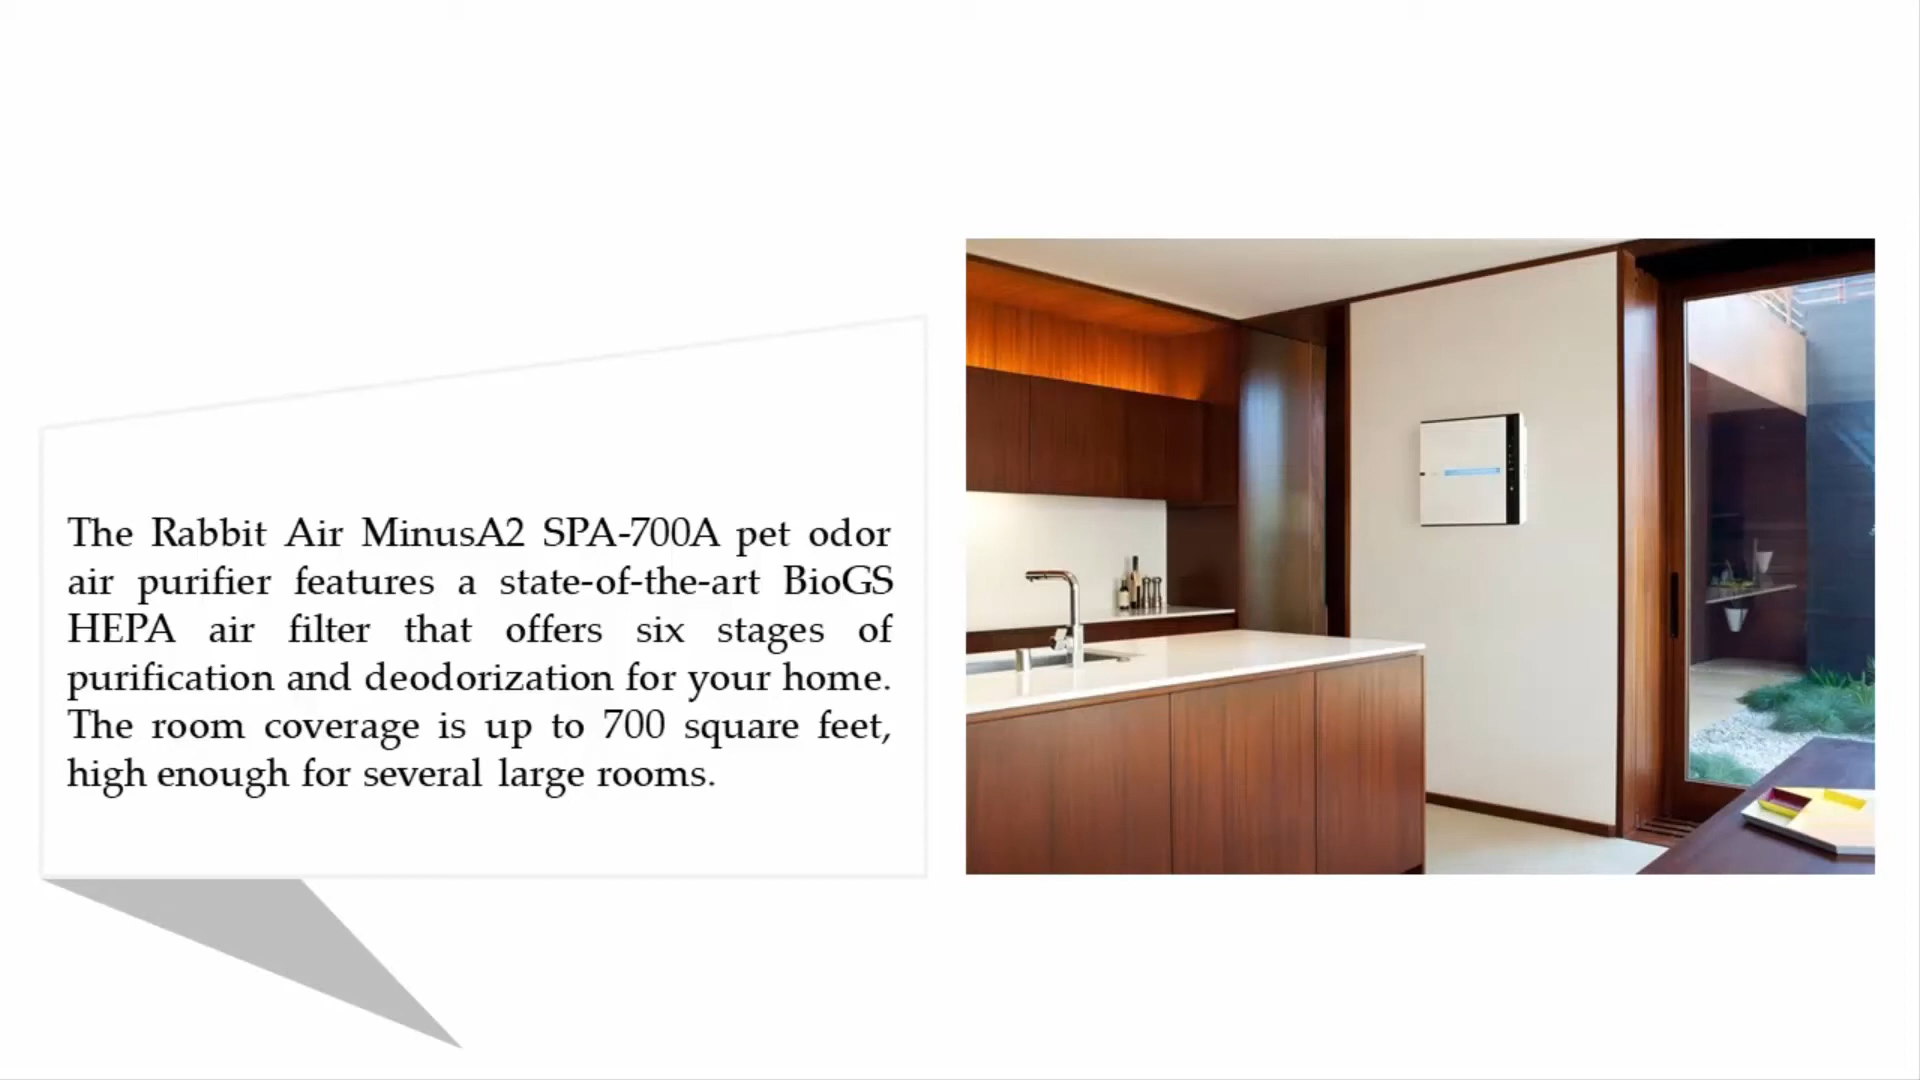 The Rabbit Air MinusA2 SPA-700A pet odor
air purifier features a state-of-the-art BioGS
HEPA air filter that offers six stages of
purification and deodorization for your home.
The room coverage is up to 700 square feet,
high enough for several large rooms.